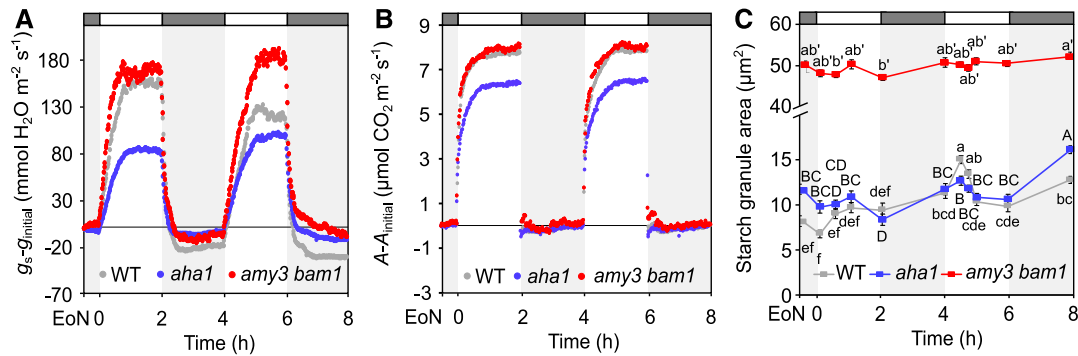 A
gs-ginitial (mmol H2O m-2 s-1)
180
130
80
30
-20
-70
WT aha1 amy3 bam1
EoN 0 2 4 6 8
Time (h)
B
A-Ainitial (µmol CO2 m-2 s-1)
9
7
5
3
1
-1
-3
WT aha1 amy3 bam1
EoN 0 2 4 6 8
Time (h)
C
Starch granule area (µm2)
60
50
40
15
10
5
0
ab' ab' b' ab' b' ab' ab' ab' ab' ab' a'
BC BCD CD D BC D BC B BC BC BC A
ef f ef def def bcd a ab cde cde bc
WT aha1 amy3 bam1
EoN 0 2 4 6 8
Time (h)